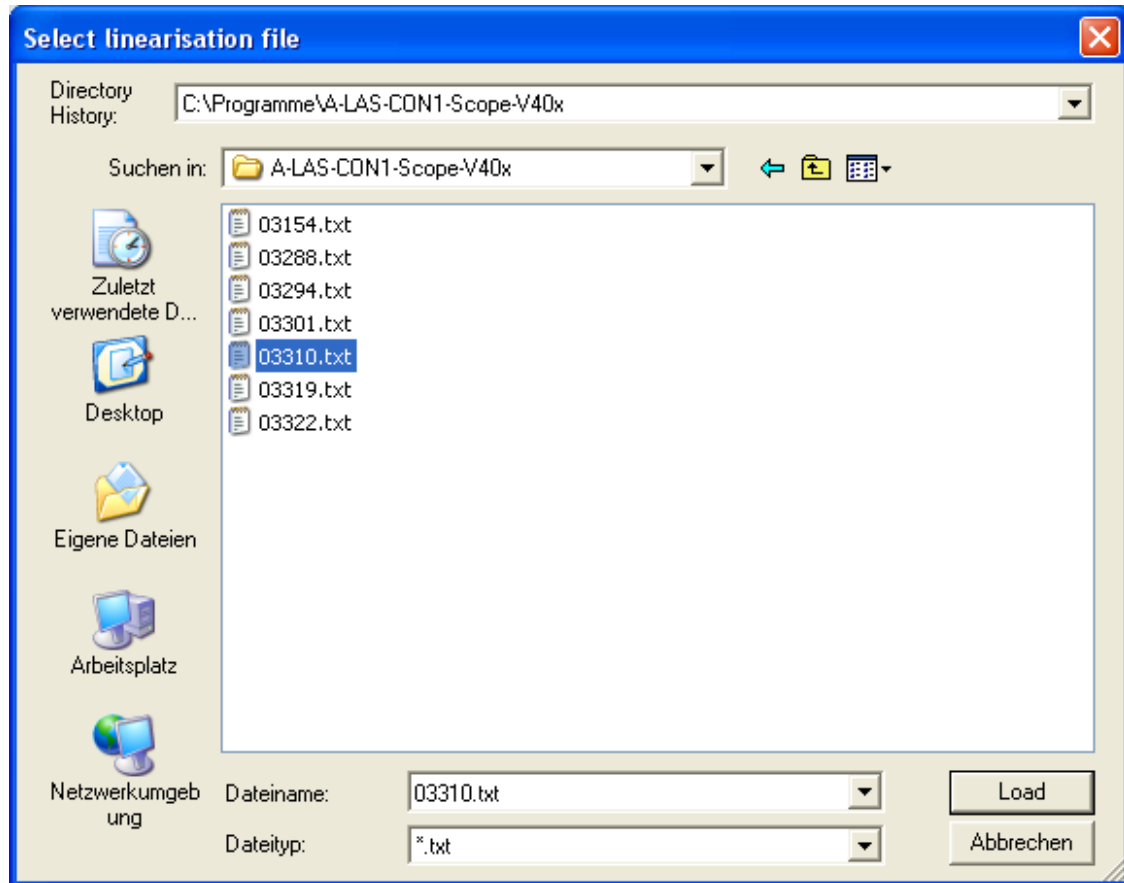 Select linearisation file
Directory
History:
C:\Programme\A-LAS-CON1-Scope-V40x
Suchen in:
A-LAS-CON1-Scope-V40x
Zuletzt
verwendete D...
Desktop
Eigene Dateien
Arbeitsplatz
Netzwerkumgeb
ung
03154.txt
03288.txt
03294.txt
03301.txt
03310.txt
03319.txt
03322.txt
Dateiname:
03310.txt
Load
Dateityp:
*.txt
Abbrechen